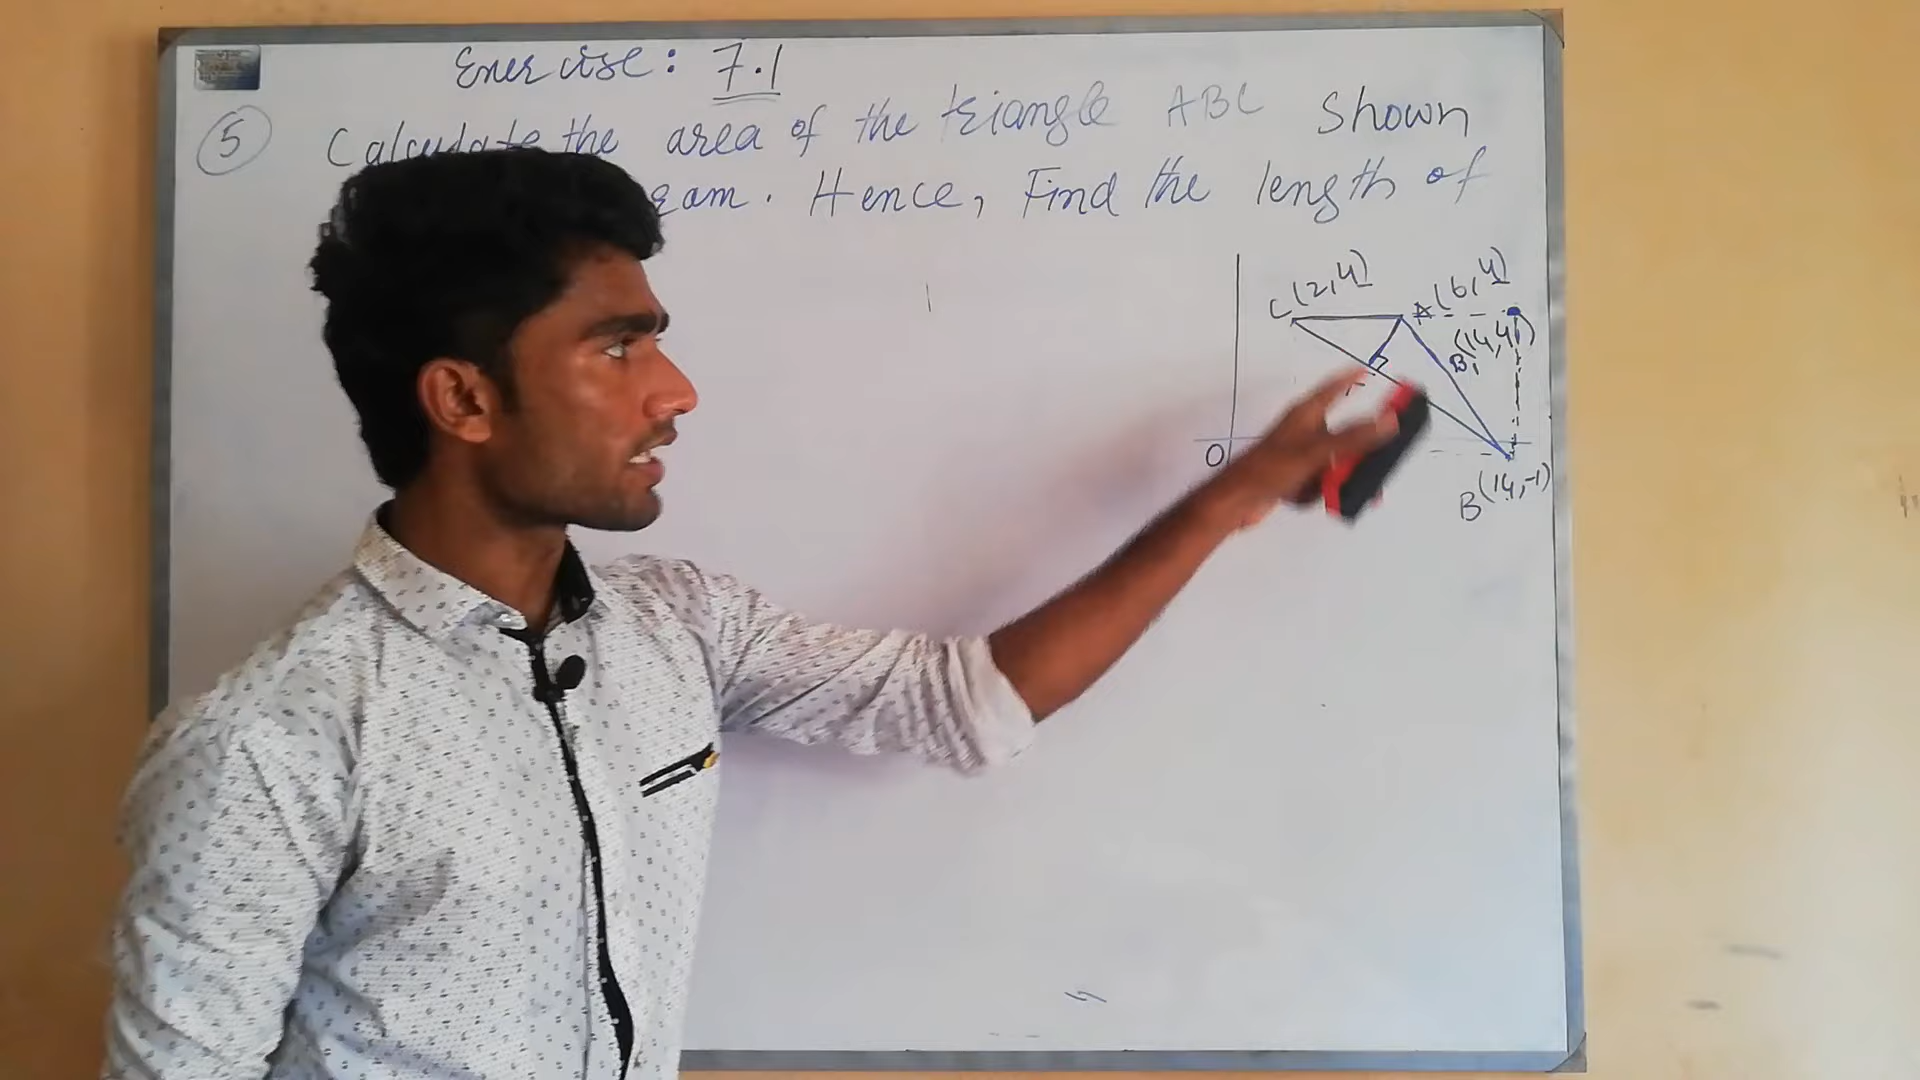 Exercise: 7.1
5 Calculate the area of the triangle ABC shown
. Hence, Find the length of
C(2,4) A(6,4)
B1(14,4)
O
B(14,-1)